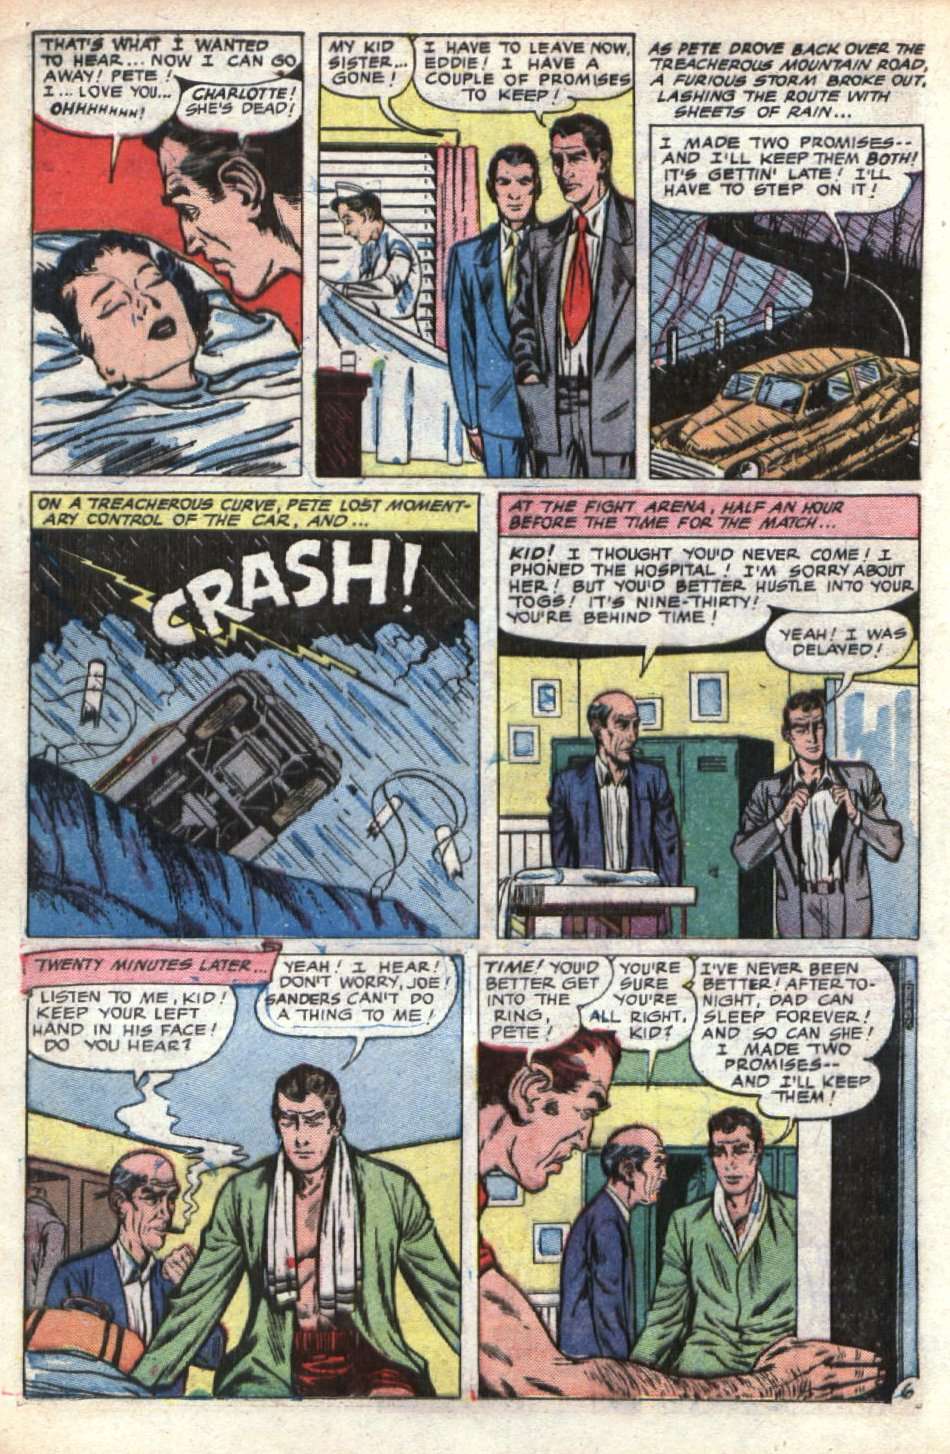 THAT'S WHAT I WANTED
TO HEAR... NOW I CAN GO
AWAY! PETE!
I... LOVE YOU...
OHHHHHHH!
CHARLOTTE!
SHE'S DEAD!
MY KID
SISTER...
GONE!
I HAVE TO LEAVE NOW,
EDDIE! I HAVE A
COUPLE OF PROMISES
TO KEEP!
AS PETE DROVE BACK OVER THE
TREACHEROUS MOUNTAIN ROAD,
A FURIOUS STORM BROKE OUT,
LASHING THE ROUTE WITH
SHEETS OF RAIN...
I MADE TWO PROMISES--
AND I'LL KEEP THEM BOTH!
IT'S GETTIN' LATE! I'LL
HAVE TO STEP ON IT!
ON A TREACHEROUS CURVE, PETE LOST MOMENT-
ARY CONTROL OF THE CAR, AND...
CRASH!
AT THE FIGHT ARENA, HALF AN HOUR
BEFORE THE TIME FOR THE MATCH...
KID! I THOUGHT YOU'D NEVER COME! I
PHONED THE HOSPITAL! I'M SORRY ABOUT
HER! BUT YOU'D BETTER HUSTLE INTO YOUR
TOGS! IT'S NINE-THIRTY!
YOU'RE BEHIND TIME!
YEAH! I WAS
DELAYED!
TWENTY MINUTES LATER...
LISTEN TO ME, KID!
KEEP YOUR LEFT
HAND IN HIS FACE!
DO YOU HEAR?
YEAH! I HEAR!
DON'T WORRY, JOE!
SANDERS CAN'T DO
A THING TO ME!
TIME! YOU'D
BETTER GET
INTO THE
RING,
PETE!
YOU'RE
SURE
YOU'RE
ALL RIGHT,
KID?
I'VE NEVER BEEN
BETTER! AFTER TO-
NIGHT, DAD CAN
SLEEP FOREVER!
AND SO CAN SHE!
I MADE TWO
PROMISES--
AND I'LL KEEP
THEM!
6